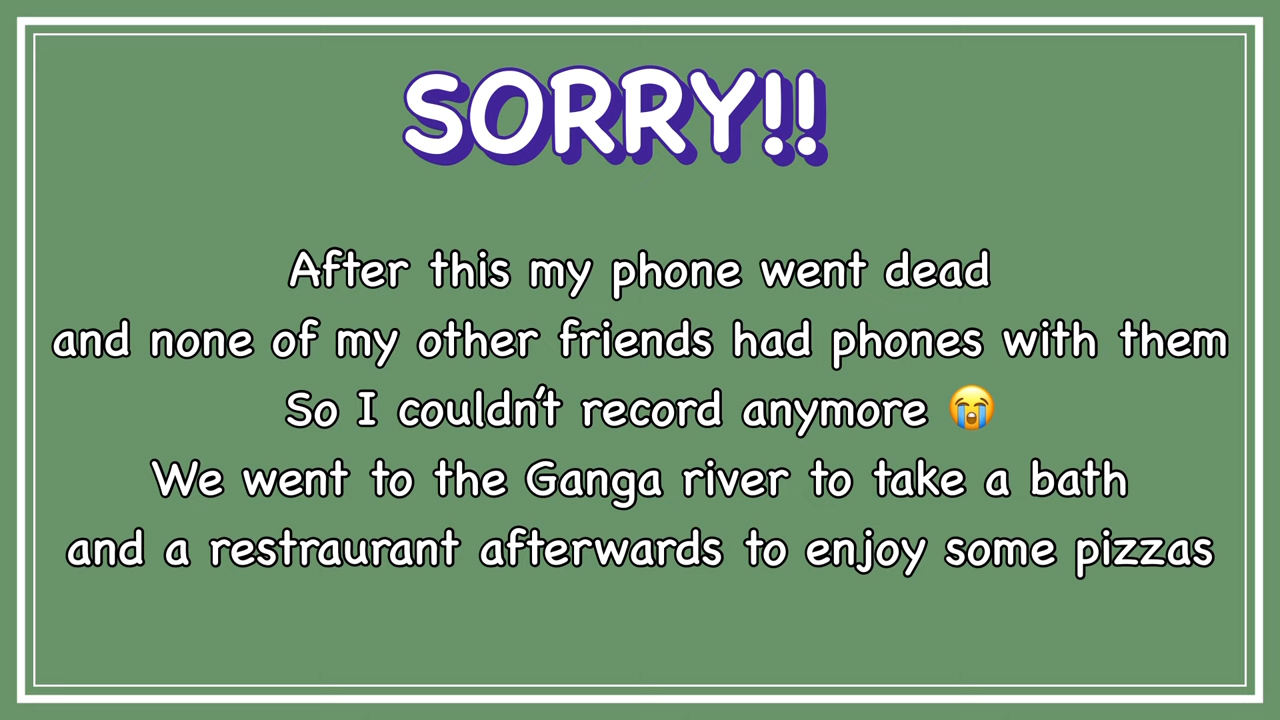 SORRY!!
After this my phone went dead
and none of my other friends had phones with them
So I couldn't record anymore 😭
We went to the Ganga river to take a bath
and a restraurant afterwards to enjoy some pizzas